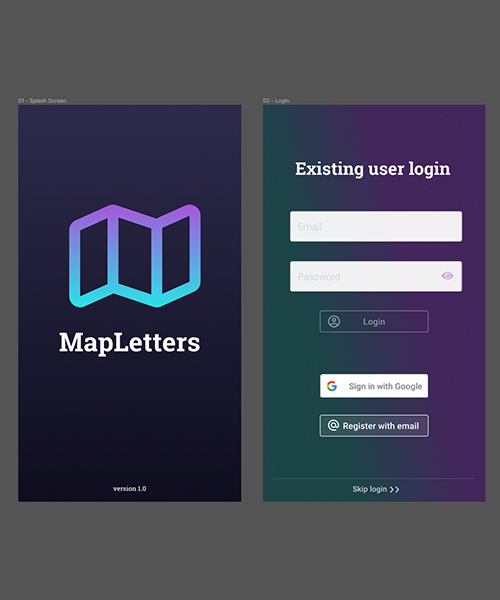 01 - Splash Screen
MapLetters
version 1.0
02 - Login
Existing user login
Email
Password
Login
Sign in with Google
Register with email
Skip login